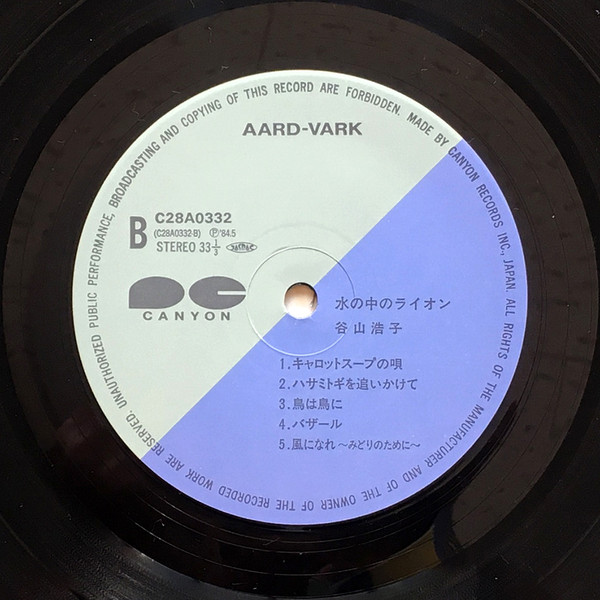 UNAUTHORIZED PUBLIC PERFORMANCE, BROADCASTING AND COPYING OF THIS RECORD ARE FORBIDDEN. MADE BY CANYON RECORDS INC., JAPAN. ALL RIGHTS OF THE MANUFACTURER AND OF THE OWNER OF THE RECORDED WORK ARE RESERVED.
AARD-VARK
C28A0332
B
(C28A0332-B) Ⓟ'84.5
STEREO 33 1/3 JASRAC
CANYON
水の中のライオン
谷山浩子
1.キャロットスープの唄
2.ハサミトギを追いかけて
3.鳥は鳥に
4.バザール
5.風になれ〜みどりのために〜